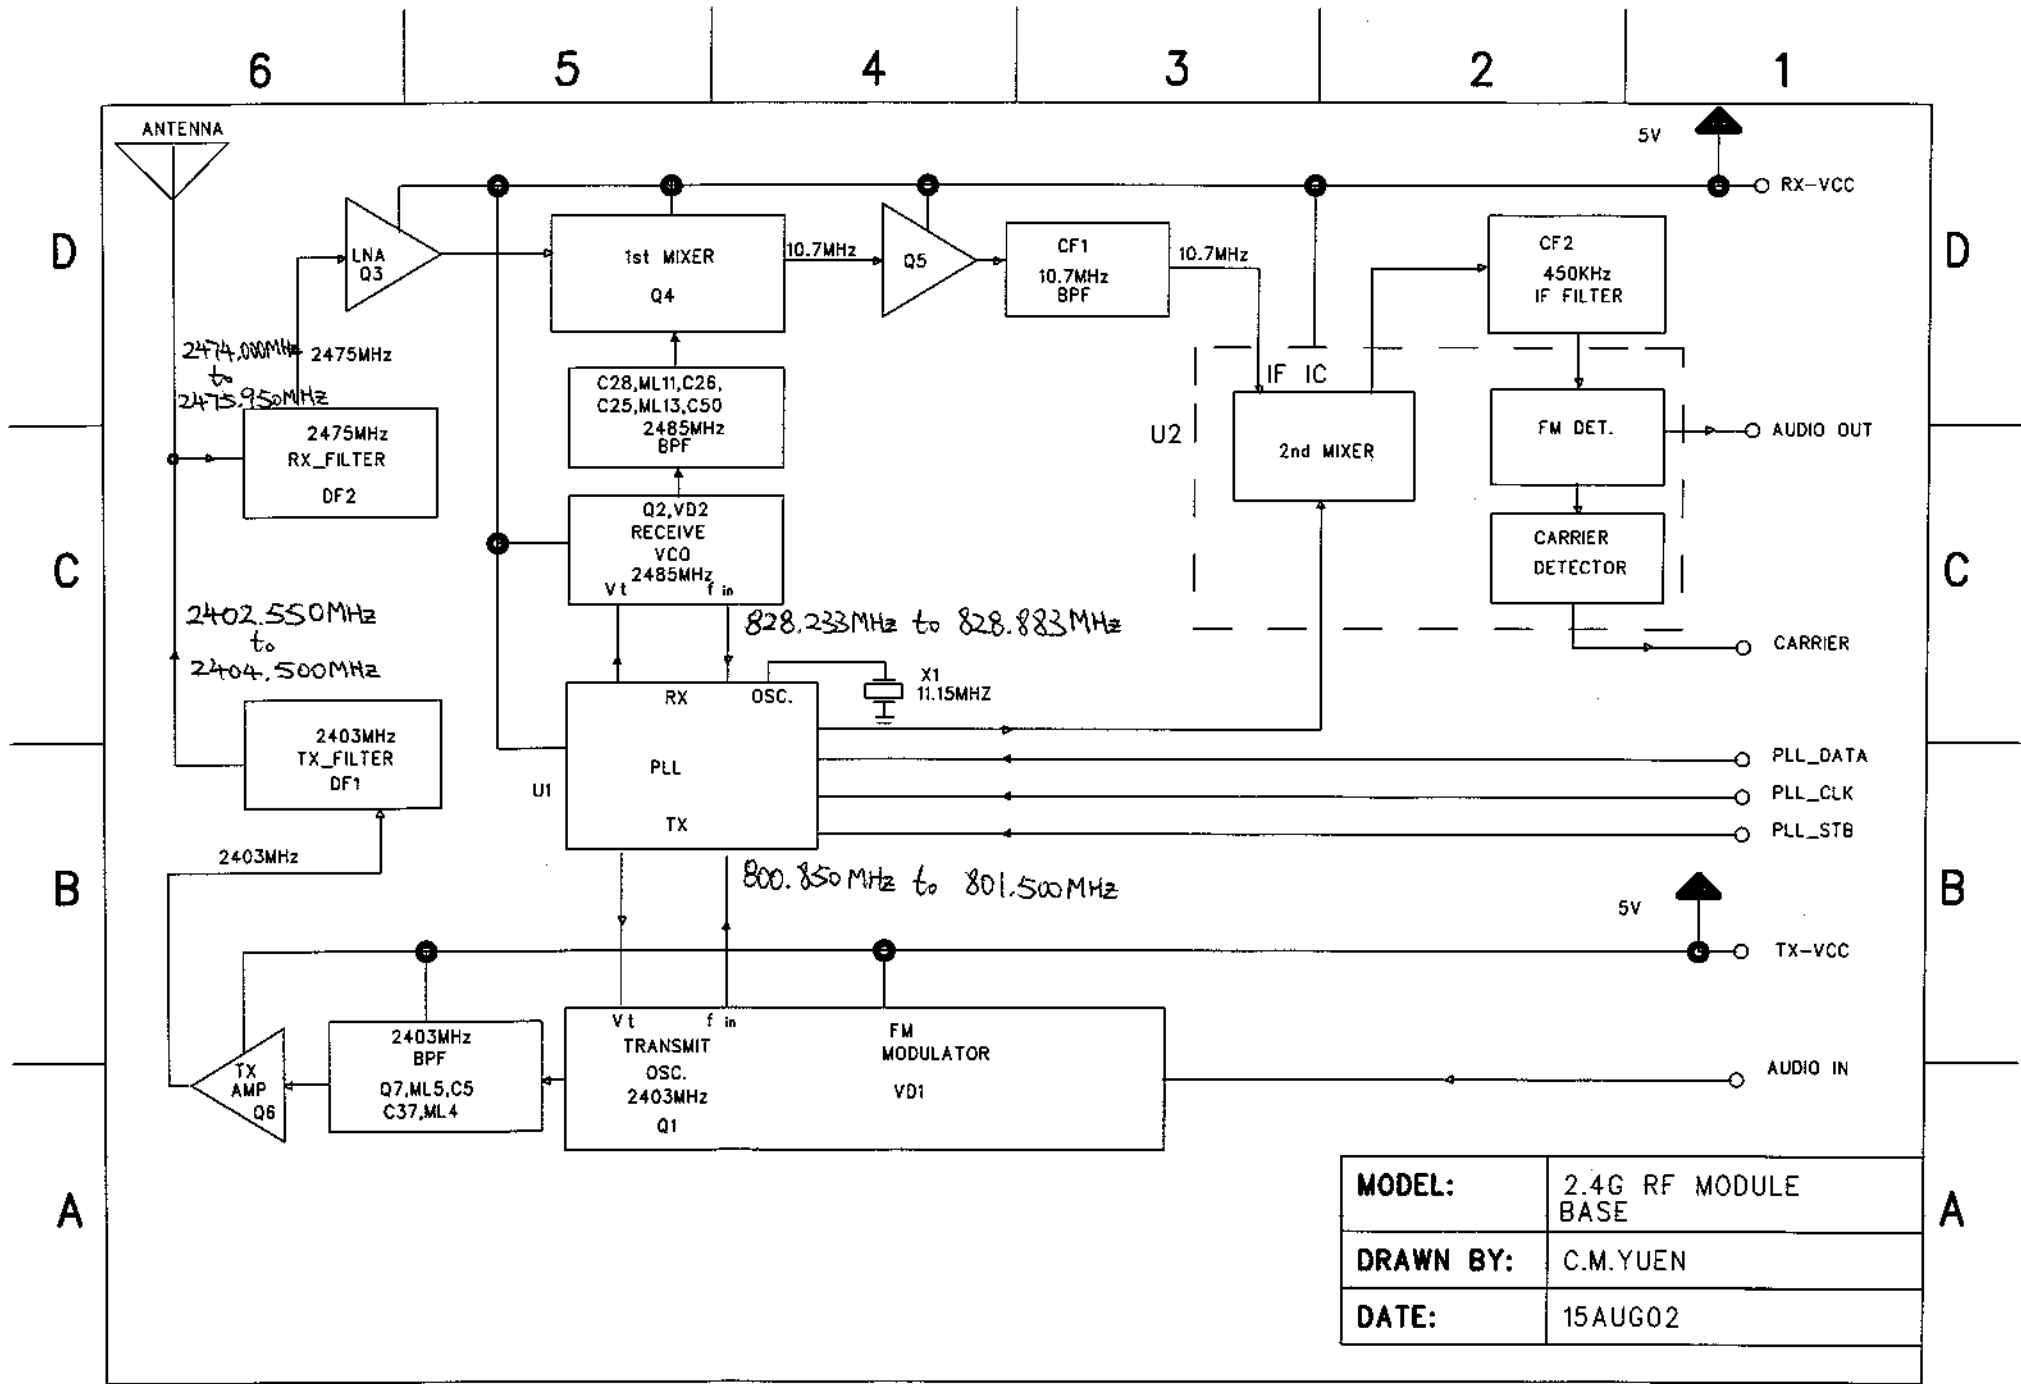 6 5 4 3 2 1
ANTENNA
5V
RX-VCC
D
LNA
Q3
1st MIXER
Q4
10.7MHz
Q5
CF1
10.7MHz
BPF
10.7MHz
CF2
450KHz
IF FILTER
D
2474.000MHz
to
2475.950MHz
2475MHz
C28,ML11,C26,
C25,ML13,C50
2485MHz
BPF
IF IC
U2
2nd MIXER
FM DET.
AUDIO OUT
2475MHz
RX_FILTER
DF2
Q2,VD2
RECEIVE
VCO
2485MHz
Vt f in
CARRIER
DETECTOR
C
C
2402.550MHz
to
2404.500MHz
828.233MHz to 828.883MHz
CARRIER
X1
11.15MHZ
RX OSC.
PLL
TX
U1
2403MHz
TX_FILTER
DF1
PLL_DATA
PLL_CLK
PLL_STB
2403MHz
B
800.850MHz to 801.500MHz
5V
B
TX-VCC
Vt f in
TRANSMIT
OSC.
2403MHz
Q1
FM
MODULATOR
VD1
2403MHz
BPF
Q7,ML5,C5
C37,ML4
TX
AMP
Q6
AUDIO IN
A
MODEL: 2.4G RF MODULE
BASE
DRAWN BY: C.M.YUEN
DATE: 15AUG02
A